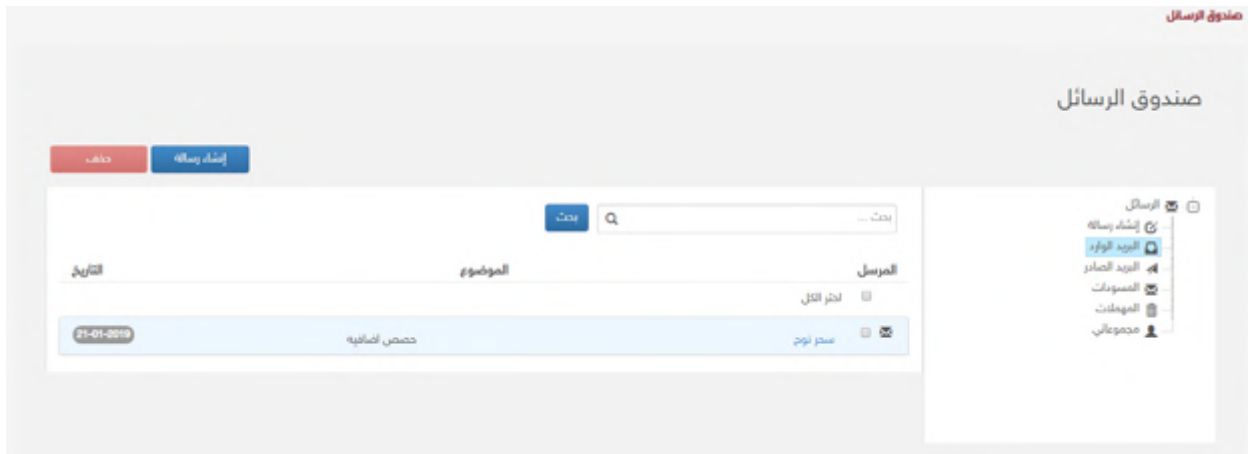 صندوق الرسائل
صندوق الرسائل
إنشاء رسالة
حذف
الرسائل
إنشاء رسالة
البريد الوارد
البريد الصادر
المسودات
المهملات
مجموعاتي
بحث ...
بحث
المرسل الموضوع التاريخ
اختر الكل
سحر نوح حصص اضافيه 21-01-2019